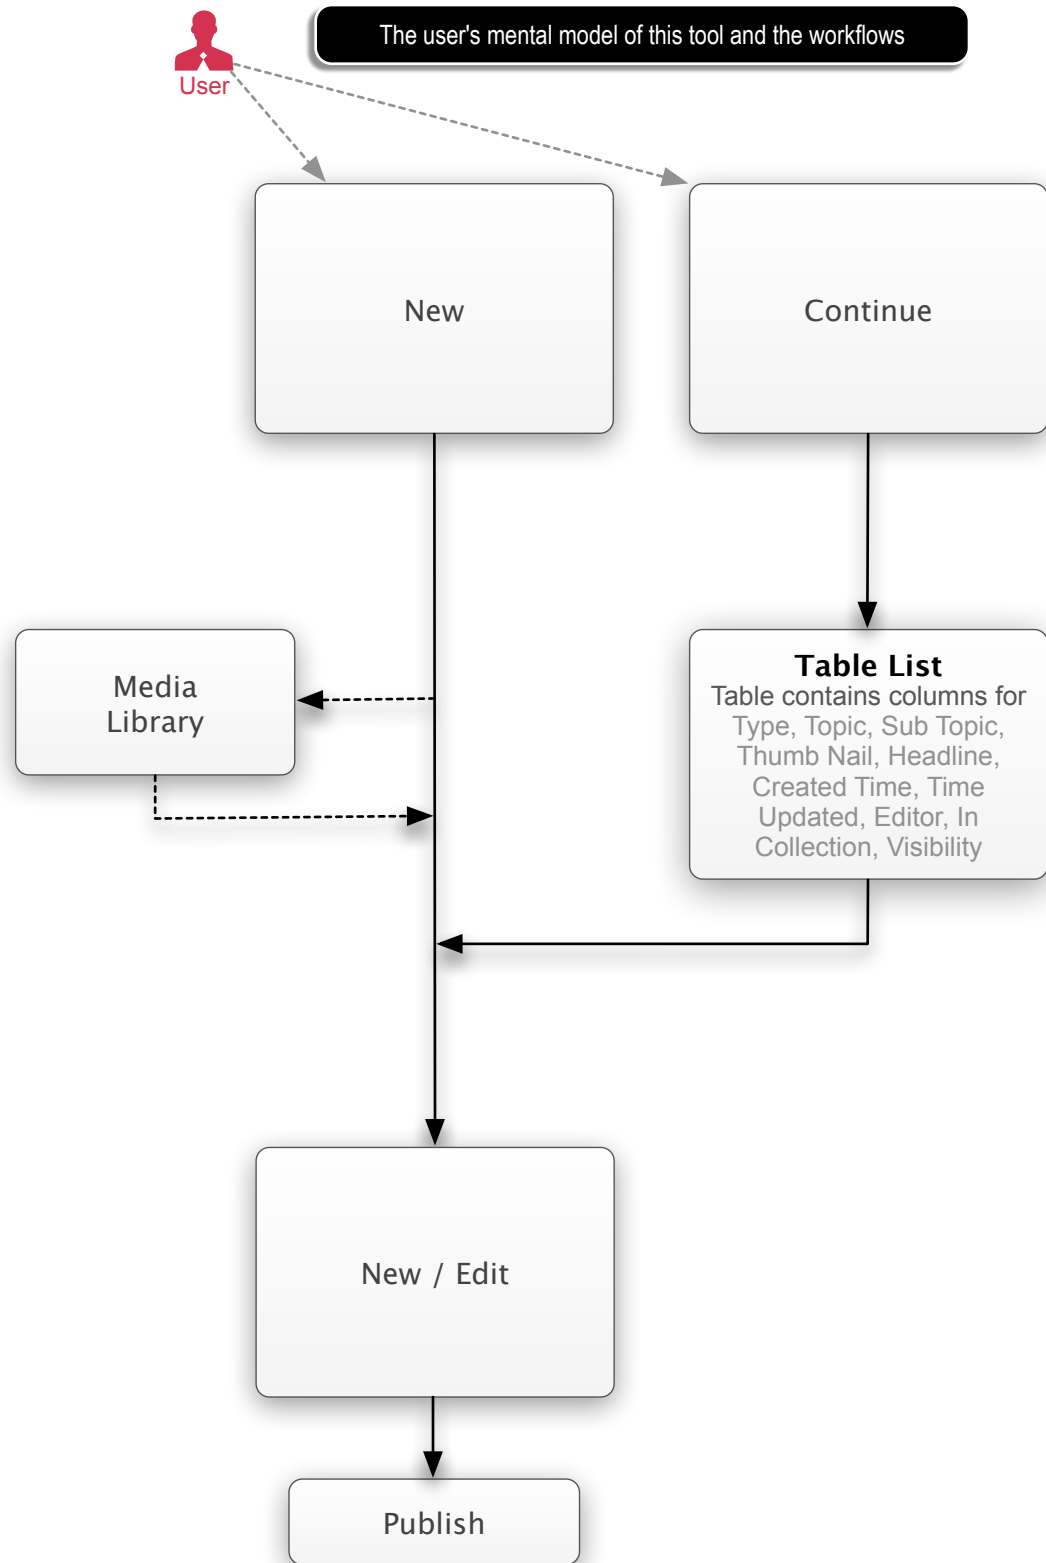 The user's mental model of this tool and the workflows
User
New
Continue
Media
Library
Table List
Table contains columns for
Type, Topic, Sub Topic,
Thumb Nail, Headline,
Created Time, Time
Updated, Editor, In
Collection, Visibility
New / Edit
Publish